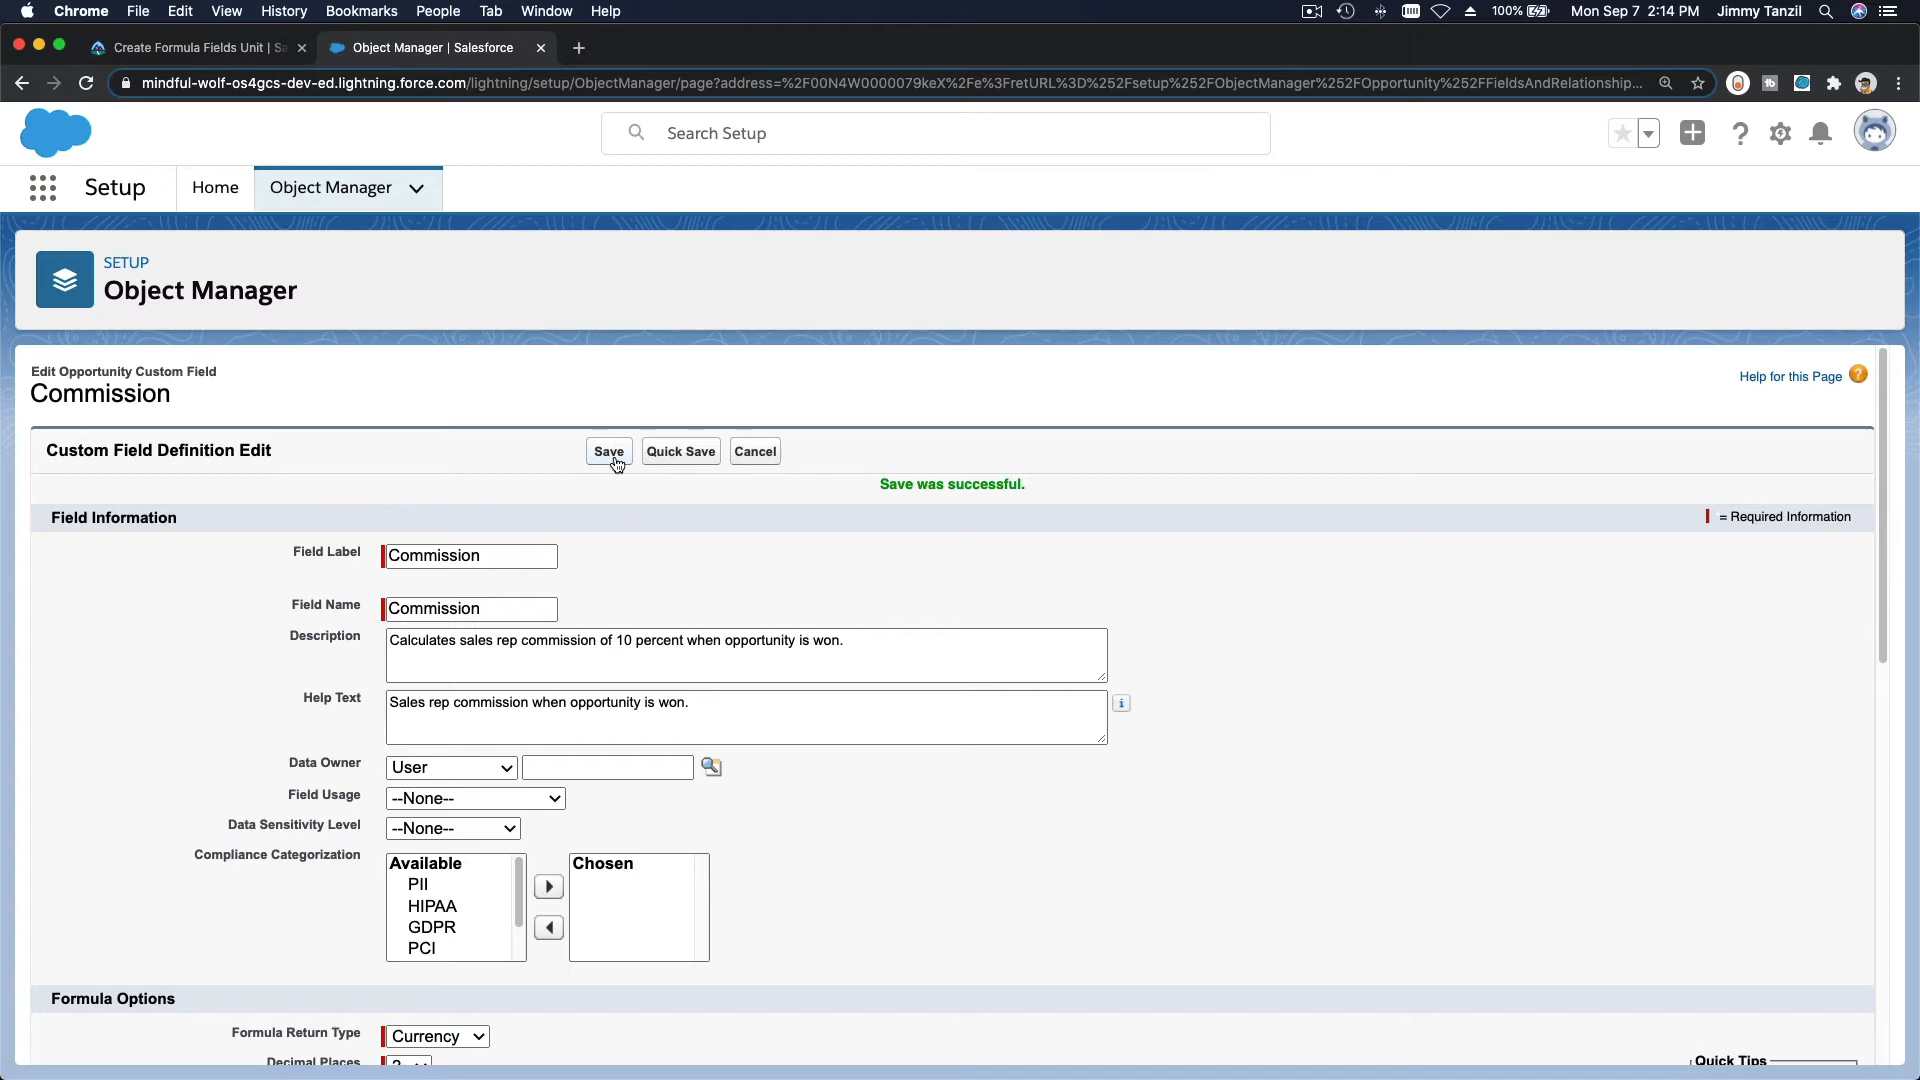 Chrome File Edit View History Bookmarks People Tab Window Help
100% Mon Sep 7 2:14 PM Jimmy Tanzil
Create Formula Fields Unit | Sa
Object Manager | Salesforce
mindful-wolf-os4gcs-dev-ed.lightning.force.com/lightning/setup/ObjectManager/page?address=%2F00N4W0000079keX%2Fe%3FretURL%3D%252Fsetup%252FObjectManager%252FOpportunity%252FFieldsAndRelationship...
Search Setup
Setup
Home
Object Manager
SETUP
Object Manager
Edit Opportunity Custom Field
Commission
Help for this Page
Custom Field Definition Edit
Save
Quick Save
Cancel
Save was successful.
Field Information
= Required Information
Field Label
Commission
Field Name
Commission
Description
Calculates sales rep commission of 10 percent when opportunity is won.
Help Text
Sales rep commission when opportunity is won.
Data Owner
User
Field Usage
--None--
Data Sensitivity Level
--None--
Compliance Categorization
Available
PII
HIPAA
GDPR
PCI
Chosen
Formula Options
Formula Return Type
Currency
Decimal Places
Quick Tips